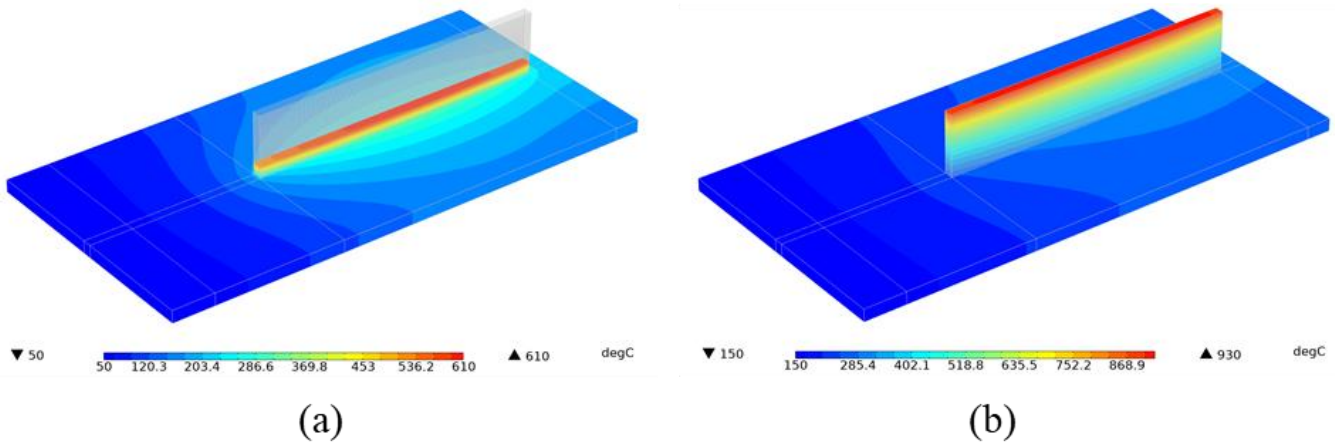 ▼ 50 ▲ 610 degC
50 120.3 203.4 286.6 369.8 453 536.2 610
(a)
▼ 150 ▲ 930 degC
150 285.4 402.1 518.8 635.5 752.2 868.9
(b)